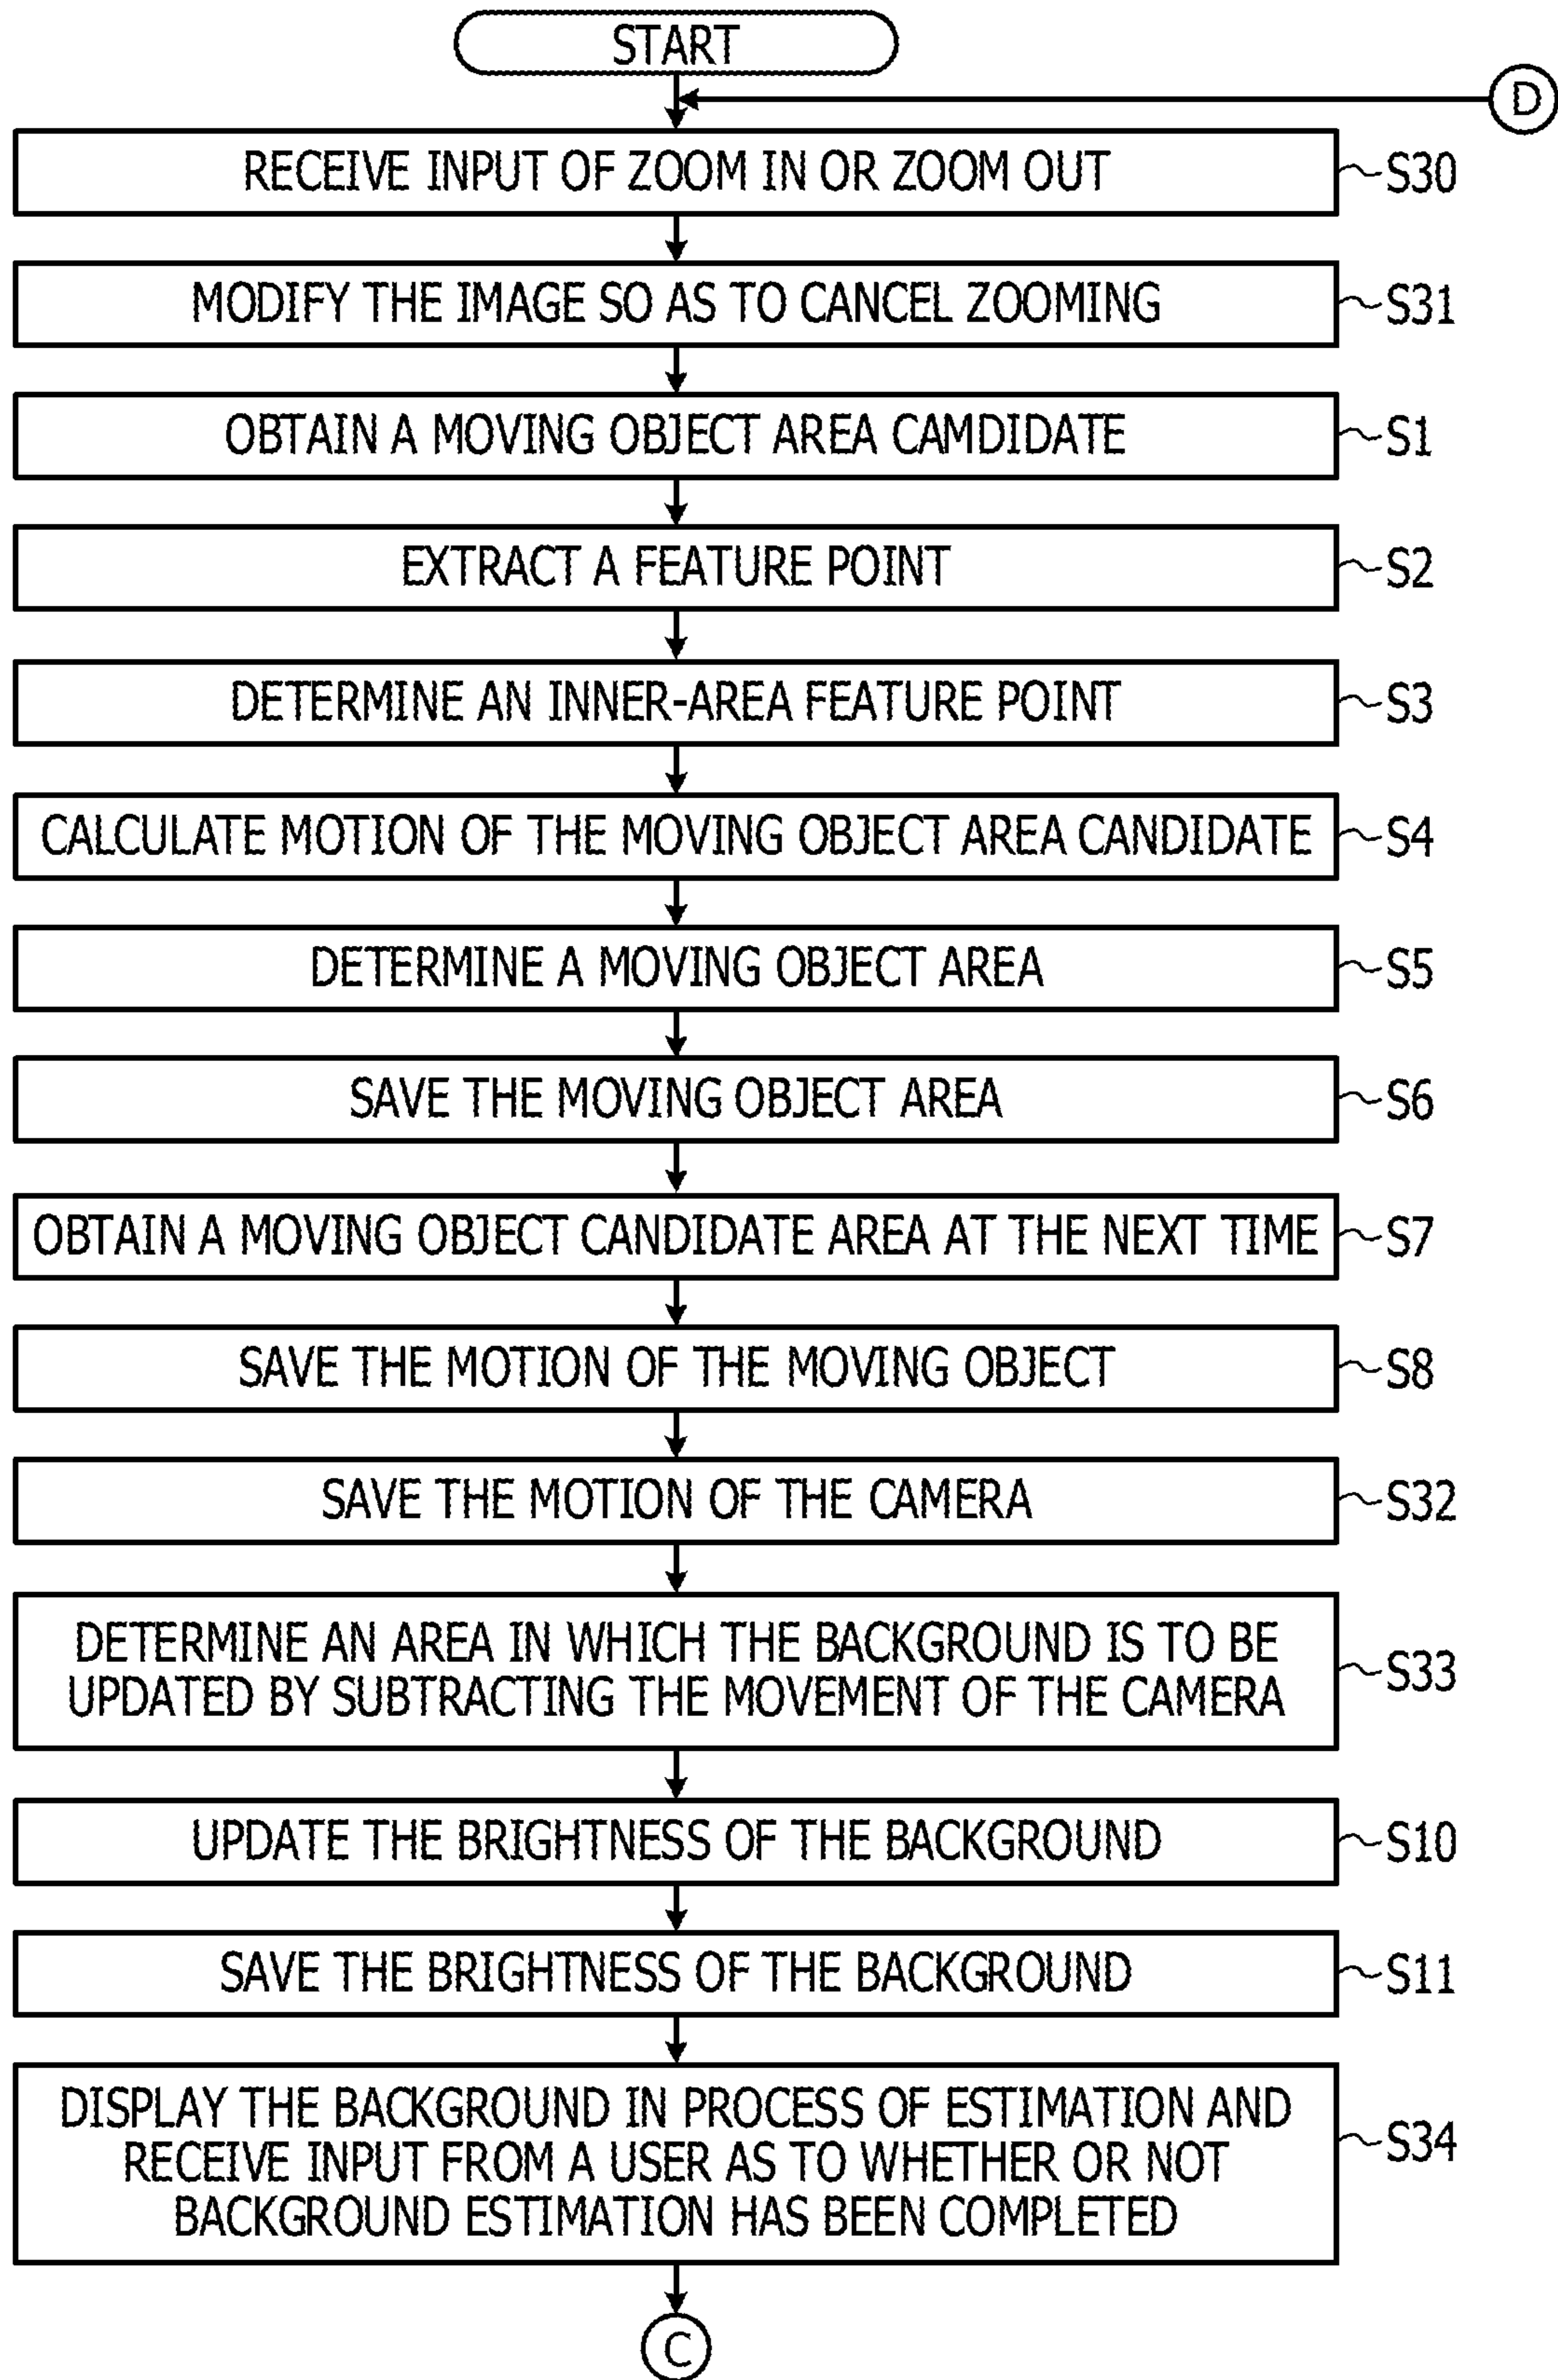 START
D
RECEIVE INPUT OF ZOOM IN OR ZOOM OUT
S30
MODIFY THE IMAGE SO AS TO CANCEL ZOOMING
S31
OBTAIN A MOVING OBJECT AREA CAMDIDATE
S1
EXTRACT A FEATURE POINT
S2
DETERMINE AN INNER-AREA FEATURE POINT
S3
CALCULATE MOTION OF THE MOVING OBJECT AREA CANDIDATE
S4
DETERMINE A MOVING OBJECT AREA
S5
SAVE THE MOVING OBJECT AREA
S6
OBTAIN A MOVING OBJECT CANDIDATE AREA AT THE NEXT TIME
S7
SAVE THE MOTION OF THE MOVING OBJECT
S8
SAVE THE MOTION OF THE CAMERA
S32
DETERMINE AN AREA IN WHICH THE BACKGROUND IS TO BE
UPDATED BY SUBTRACTING THE MOVEMENT OF THE CAMERA
S33
UPDATE THE BRIGHTNESS OF THE BACKGROUND
S10
SAVE THE BRIGHTNESS OF THE BACKGROUND
S11
DISPLAY THE BACKGROUND IN PROCESS OF ESTIMATION AND
RECEIVE INPUT FROM A USER AS TO WHETHER OR NOT
BACKGROUND ESTIMATION HAS BEEN COMPLETED
S34
C